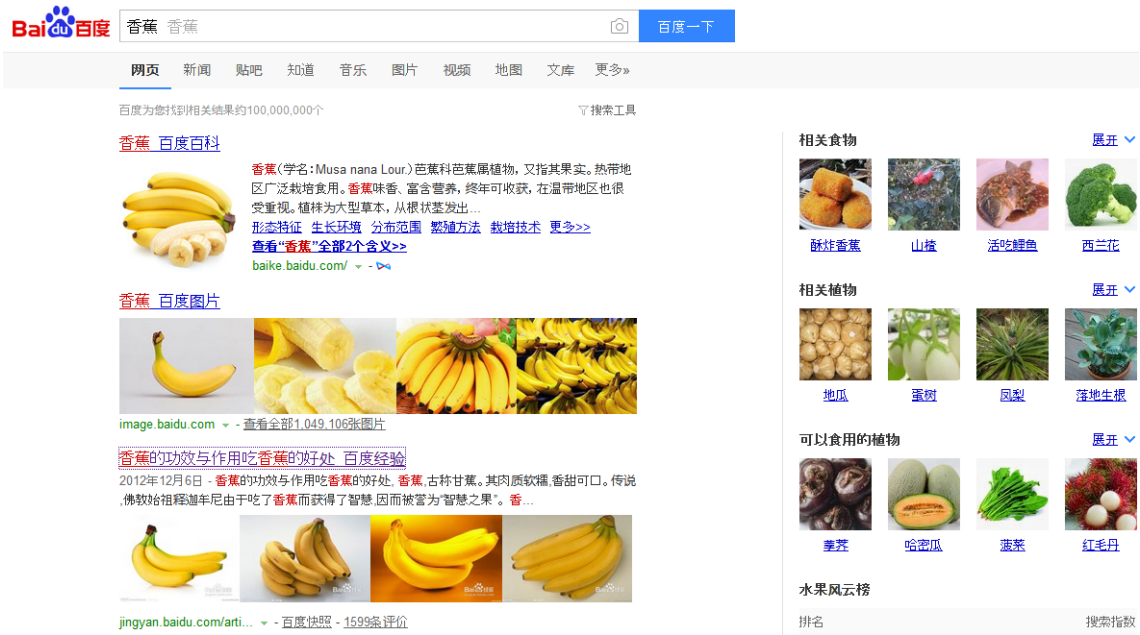 Bai du 百度
香蕉 香蕉
百度一下
网页 新闻 贴吧 知道 音乐 图片 视频 地图 文库 更多»
百度为您找到相关结果约100,000,000个
搜索工具
香蕉_百度百科
香蕉(学名：Musa nana Lour.)芭蕉科芭蕉属植物，又指其果实。热带地
区广泛栽培食用。香蕉味香、富含营养，终年可收获，在温带地区也很
受重视。植株为大型草本，从根状茎发出...
形态特征 生长环境 分布范围 繁殖方法 栽培技术 更多>>
查看“香蕉”全部2个含义>>
baike.baidu.com/ -
香蕉_百度图片
image.baidu.com - 查看全部1,049,106张图片
香蕉的功效与作用吃香蕉的好处_百度经验
2012年12月6日 - 香蕉的功效与作用吃香蕉的好处, 香蕉,古称甘蕉。其肉质软糯,香甜可口。传说
,佛教始祖释迦牟尼由于吃了香蕉而获得了智慧,因而被誉为“智慧之果”。 香...
jingyan.baidu.com/arti... - 百度快照 - 1599条评价
相关食物 展开
酥炸香蕉 山楂 活吃鲤鱼 西兰花
相关植物 展开
地瓜 蛋树 凤梨 落地生根
可以食用的植物 展开
荸荠 哈密瓜 菠菜 红毛丹
水果风云榜
排名 搜索指数